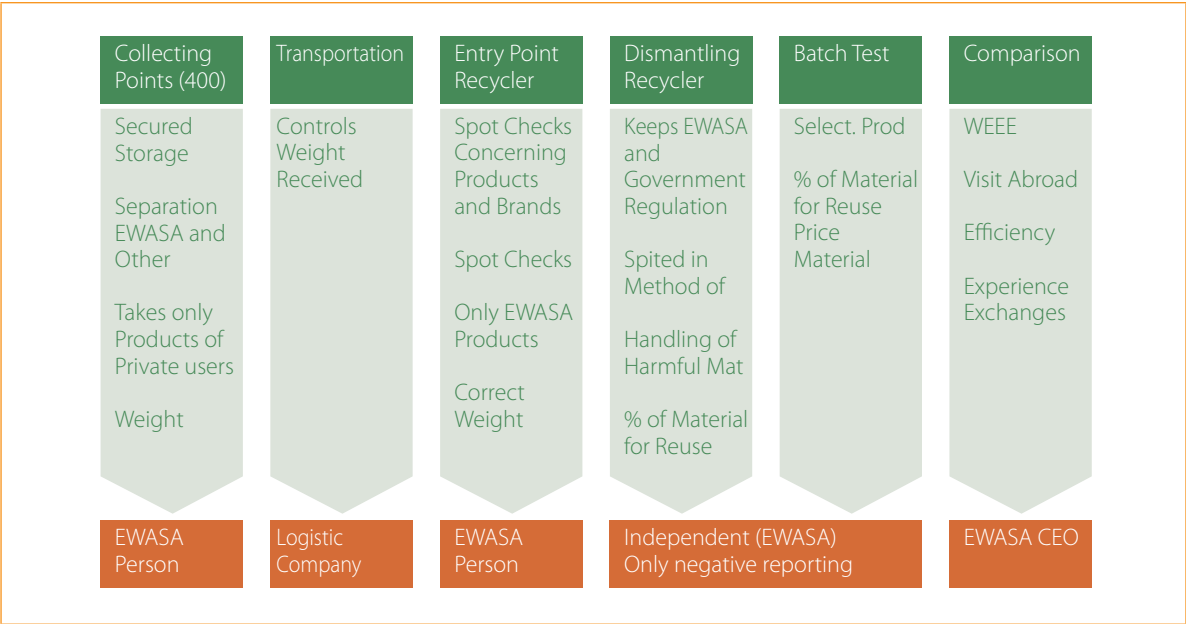 Collecting
Points (400)
Secured
Storage
Separation
EWASA and
Other
Takes only
Products of
Private users
Weight
EWASA
Person
Transportation
Controls
Weight
Received
Logistic
Company
Entry Point
Recycler
Spot Checks
Concerning
Products
and Brands
Spot Checks
Only EWASA
Products
Correct
Weight
EWASA
Person
Dismantling
Recycler
Keeps EWASA
and
Government
Regulation
Spited in
Method of
Handling of
Harmful Mat
% of Material
for Reuse
Batch Test
Select. Prod
% of Material
for Reuse
Price
Material
Independent (EWASA)
Only negative reporting
Comparison
WEEE
Visit Abroad
Efficiency
Experience
Exchanges
EWASA CEO